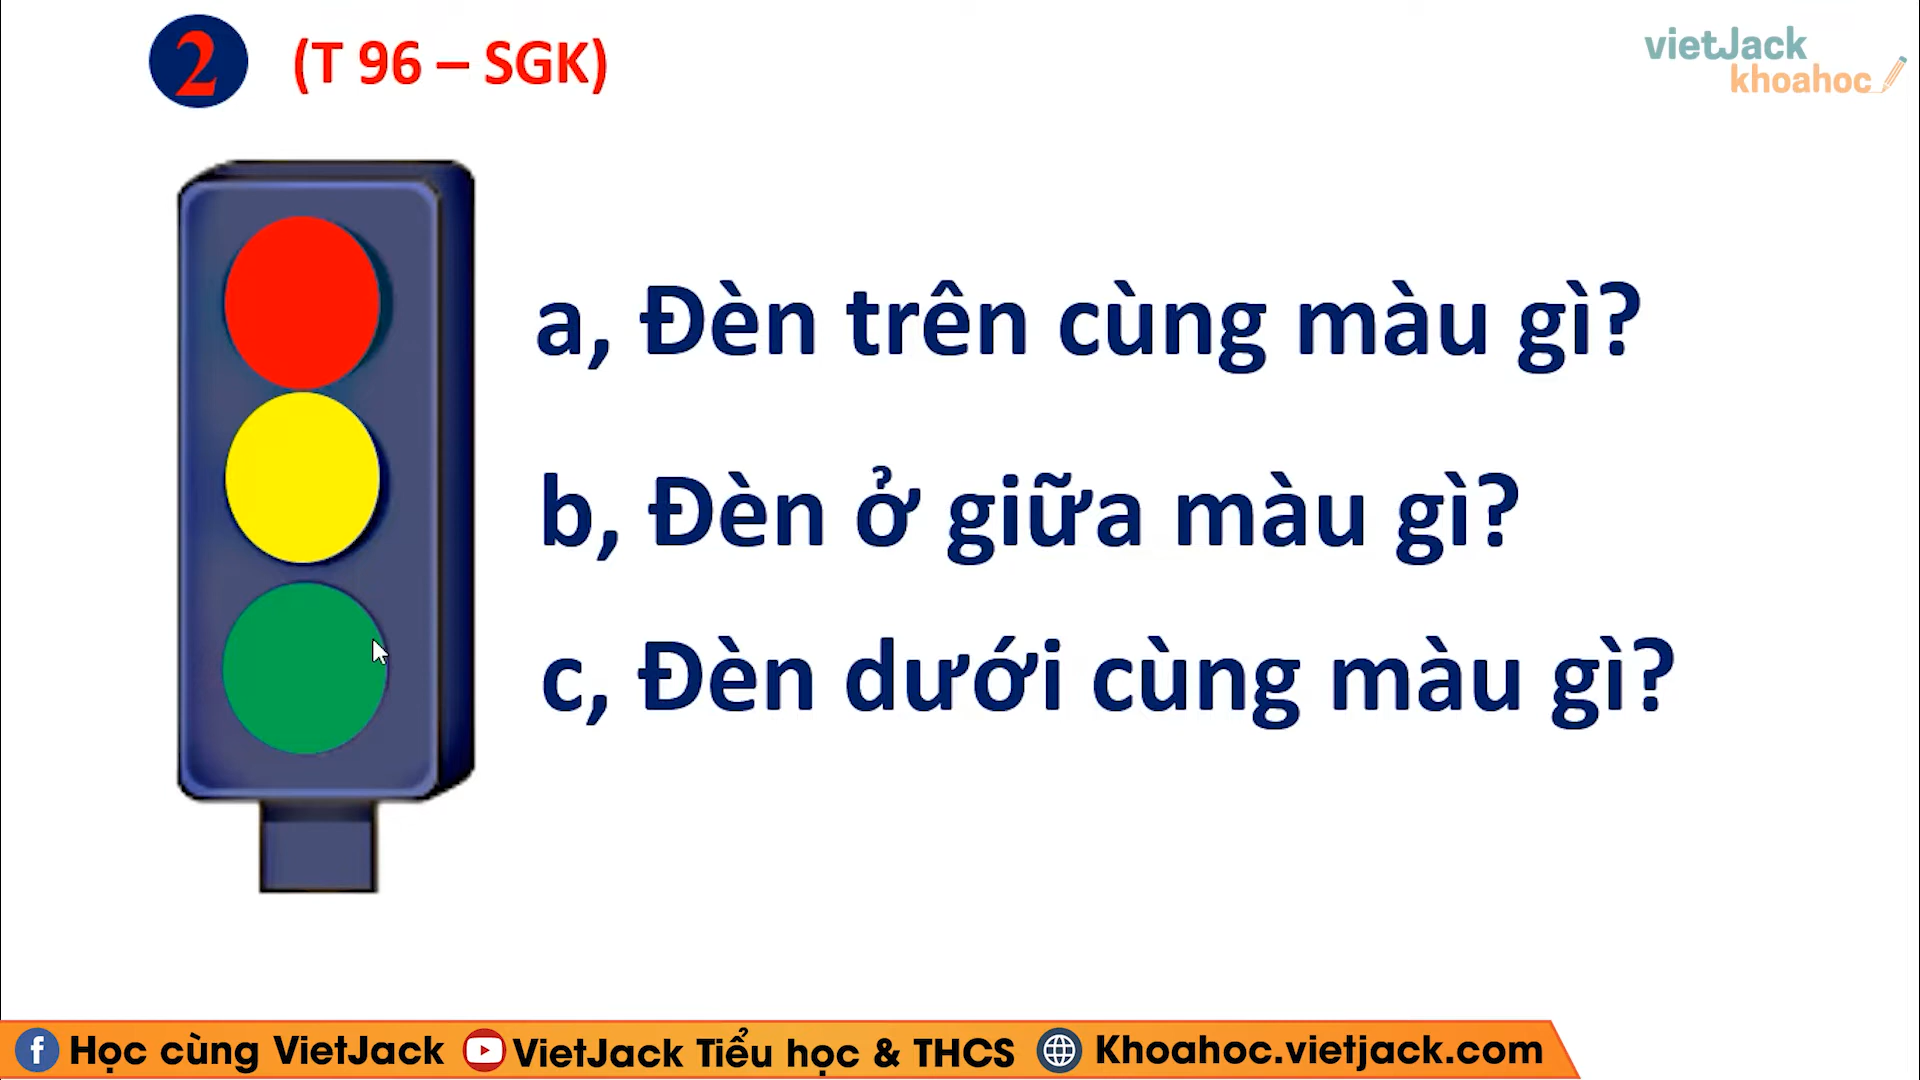 2 (T 96 – SGK)
vietJack
khoahoc
a, Đèn trên cùng màu gì?
b, Đèn ở giữa màu gì?
c, Đèn dưới cùng màu gì?
f Học cùng VietJack VietJack Tiểu học & THCS Khoahoc.vietjack.com